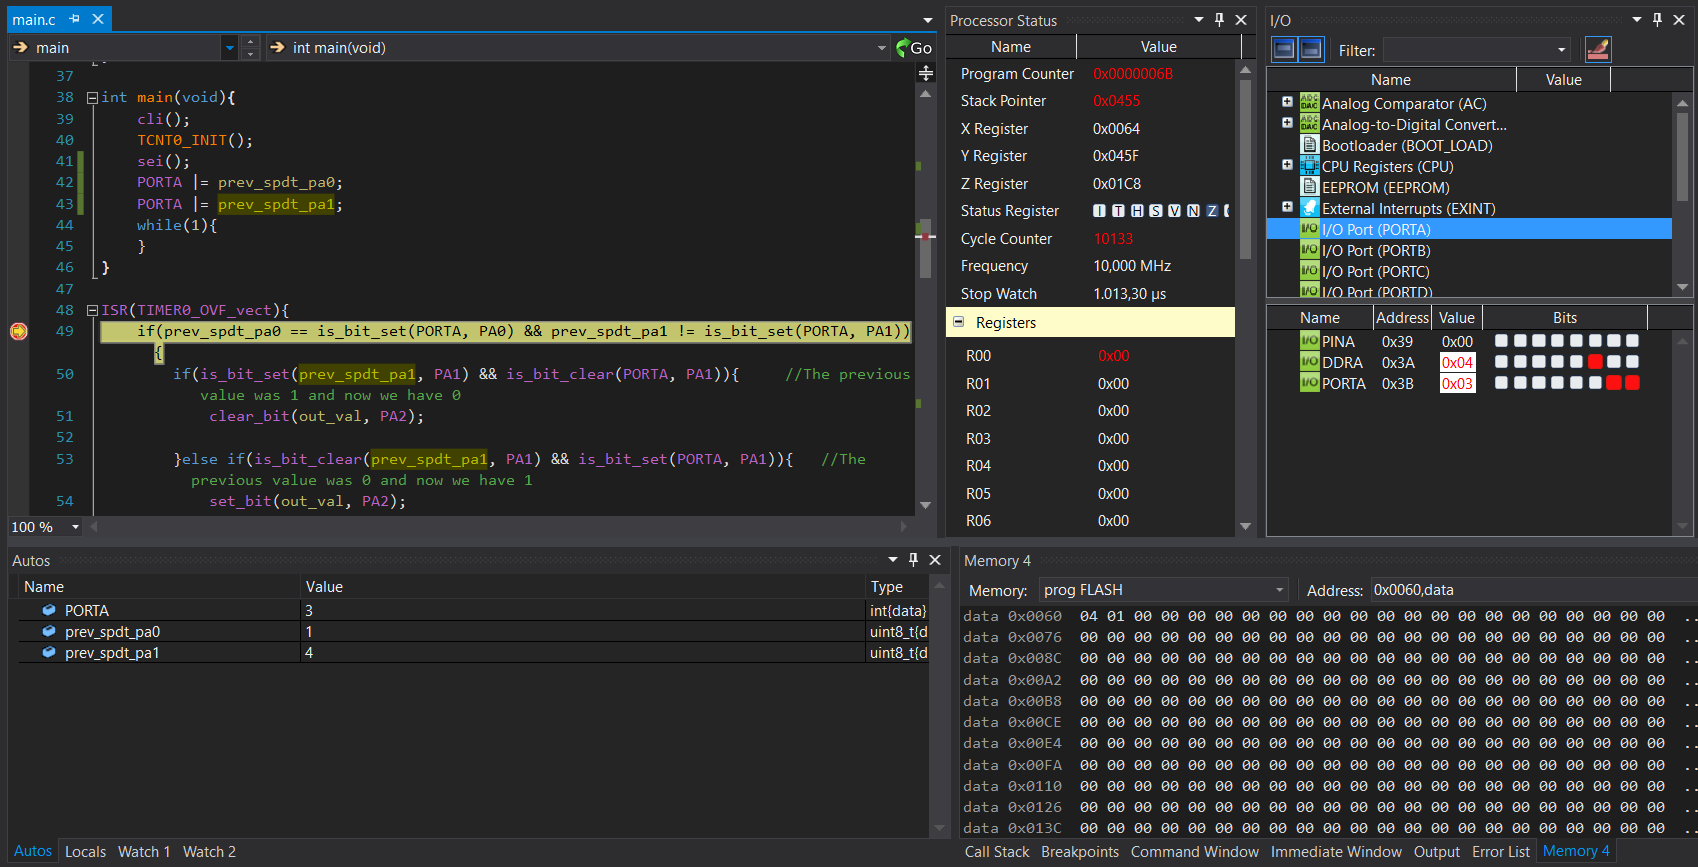 main.c
main
int main(void)
Go
37
38 int main(void){
39 cli();
40 TCNT0_INIT();
41 sei();
42 PORTA |= prev_spdt_pa0;
43 PORTA |= prev_spdt_pa1;
44 while(1){
45 }
46 }
47
48 ISR(TIMER0_OVF_vect){
49 if(prev_spdt_pa0 == is_bit_set(PORTA, PA0) && prev_spdt_pa1 != is_bit_set(PORTA, PA1))
{
50 if(is_bit_set(prev_spdt_pa1, PA1) && is_bit_clear(PORTA, PA1)){ //The previous
value was 1 and now we have 0
51 clear_bit(out_val, PA2);
52
53 }else if(is_bit_clear(prev_spdt_pa1, PA1) && is_bit_set(PORTA, PA1)){ //The
previous value was 0 and now we have 1
54 set_bit(out_val, PA2);
100 %
Processor Status
Name Value
Program Counter 0x0000006B
Stack Pointer 0x0455
X Register 0x0064
Y Register 0x045F
Z Register 0x01C8
Status Register I T H S V N Z
Cycle Counter 10133
Frequency 10,000 MHz
Stop Watch 1.013,30 µs
Registers
R00 0x00
R01 0x00
R02 0x00
R03 0x00
R04 0x00
R05 0x00
R06 0x00
I/O
Filter:
Name Value
Analog Comparator (AC)
Analog-to-Digital Convert...
Bootloader (BOOT_LOAD)
CPU Registers (CPU)
EEPROM (EEPROM)
External Interrupts (EXINT)
I/O Port (PORTA)
I/O Port (PORTB)
I/O Port (PORTC)
I/O Port (PORTD)
Name Address Value Bits
PINA 0x39 0x00
DDRA 0x3A 0x04
PORTA 0x3B 0x03
Autos
Name Value Type
PORTA 3 int{data}
prev_spdt_pa0 1 uint8_t{d
prev_spdt_pa1 4 uint8_t{d
Autos Locals Watch 1 Watch 2
Memory 4
Memory: prog FLASH Address: 0x0060,data
data 0x0060 04 01 00 00 00 00 00 00 00 00 00 00 00 00 00 00 00 00 00 00 00 00 ..
data 0x0076 00 00 00 00 00 00 00 00 00 00 00 00 00 00 00 00 00 00 00 00 00 00 ..
data 0x008C 00 00 00 00 00 00 00 00 00 00 00 00 00 00 00 00 00 00 00 00 00 00 ..
data 0x00A2 00 00 00 00 00 00 00 00 00 00 00 00 00 00 00 00 00 00 00 00 00 00 ..
data 0x00B8 00 00 00 00 00 00 00 00 00 00 00 00 00 00 00 00 00 00 00 00 00 00 ..
data 0x00CE 00 00 00 00 00 00 00 00 00 00 00 00 00 00 00 00 00 00 00 00 00 00 ..
data 0x00E4 00 00 00 00 00 00 00 00 00 00 00 00 00 00 00 00 00 00 00 00 00 00 ..
data 0x00FA 00 00 00 00 00 00 00 00 00 00 00 00 00 00 00 00 00 00 00 00 00 00 ..
data 0x0110 00 00 00 00 00 00 00 00 00 00 00 00 00 00 00 00 00 00 00 00 00 00 ..
data 0x0126 00 00 00 00 00 00 00 00 00 00 00 00 00 00 00 00 00 00 00 00 00 00 ..
data 0x013C 00 00 00 00 00 00 00 00 00 00 00 00 00 00 00 00 00 00 00 00 00 00 ..
Call Stack Breakpoints Command Window Immediate Window Output Error List Memory 4